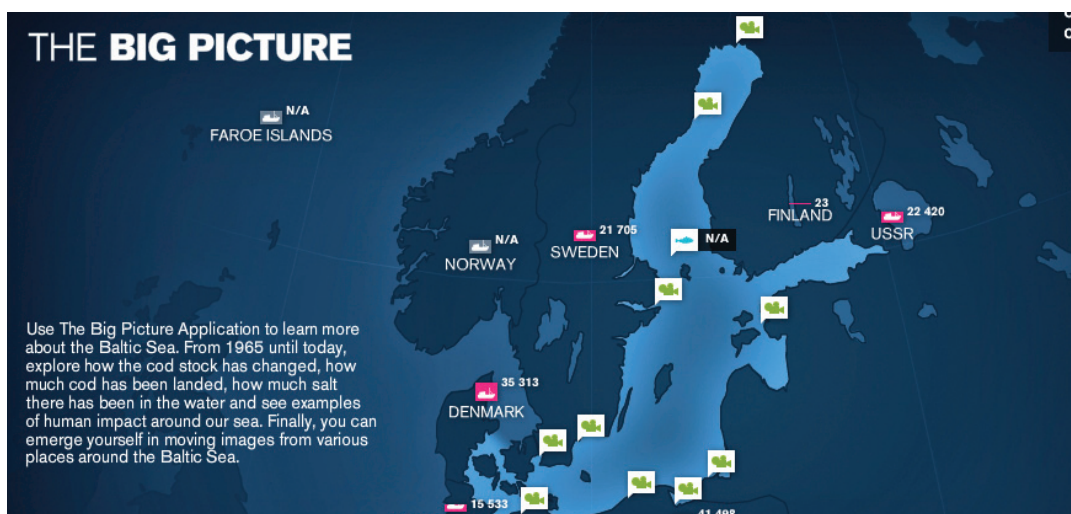 THE BIG PICTURE
N/A
FAROE ISLANDS
23
FINLAND
22 420
USSR
21 705
SWEDEN
N/A
N/A
NORWAY
Use The Big Picture Application to learn more
about the Baltic Sea. From 1965 until today,
explore how the cod stock has changed, how
much cod has been landed, how much salt
there has been in the water and see examples
of human impact around our sea. Finally, you can
emerge yourself in moving images from various
places around the Baltic Sea.
35 313
DENMARK
15 533
41 498